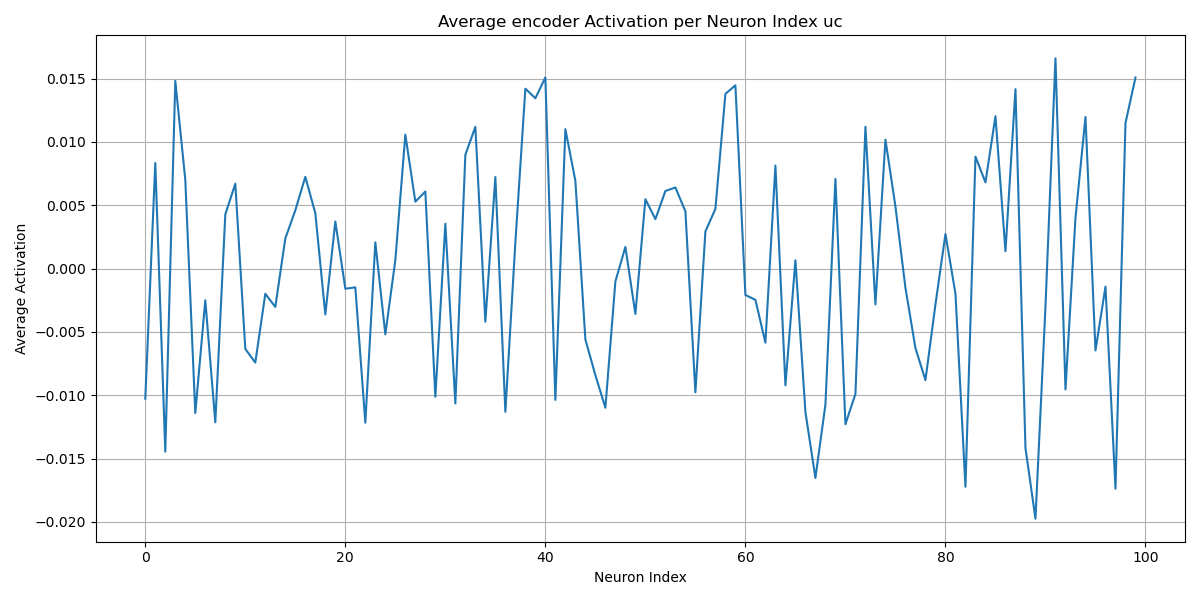 Average encoder Activation per Neuron Index uc
0.015
0.010
0.005
0.000
−0.005
−0.010
−0.015
−0.020
Average Activation
0 20 40 60 80 100
Neuron Index